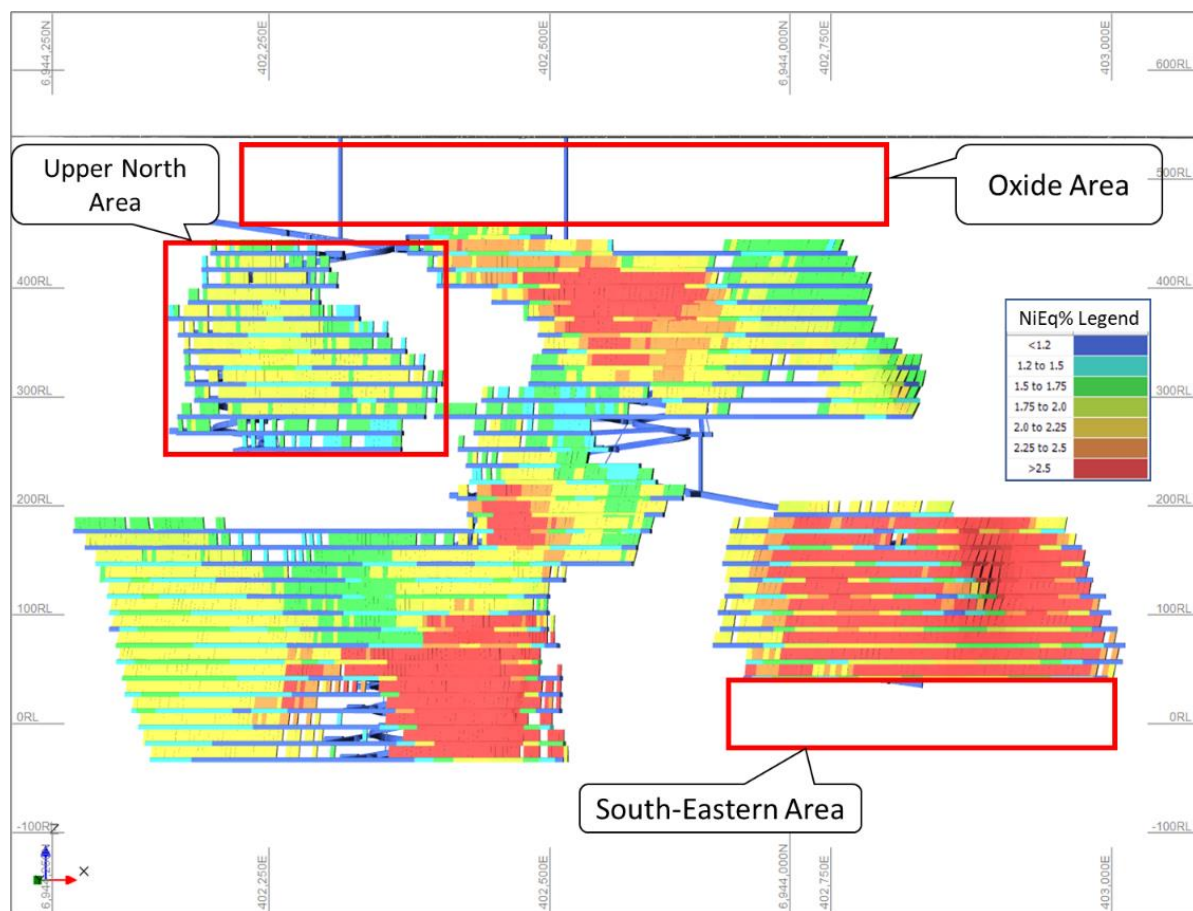 6,944,250N
402,250E
402,500E
6,944,000N
402,750E
403,000E
600RL
Upper North
Area
Oxide Area
500RL
400RL
400RL
NiEq% Legend
<1.2
1.2 to 1.5
1.5 to 1.75
1.75 to 2.0
2.0 to 2.25
2.25 to 2.5
>2.5
300RL
300RL
200RL
200RL
100RL
100RL
0RL
0RL
South-Eastern Area
-100RL
-100RL
Z
X
402,250E
402,500E
6,944,000N
402,750E
403,000E